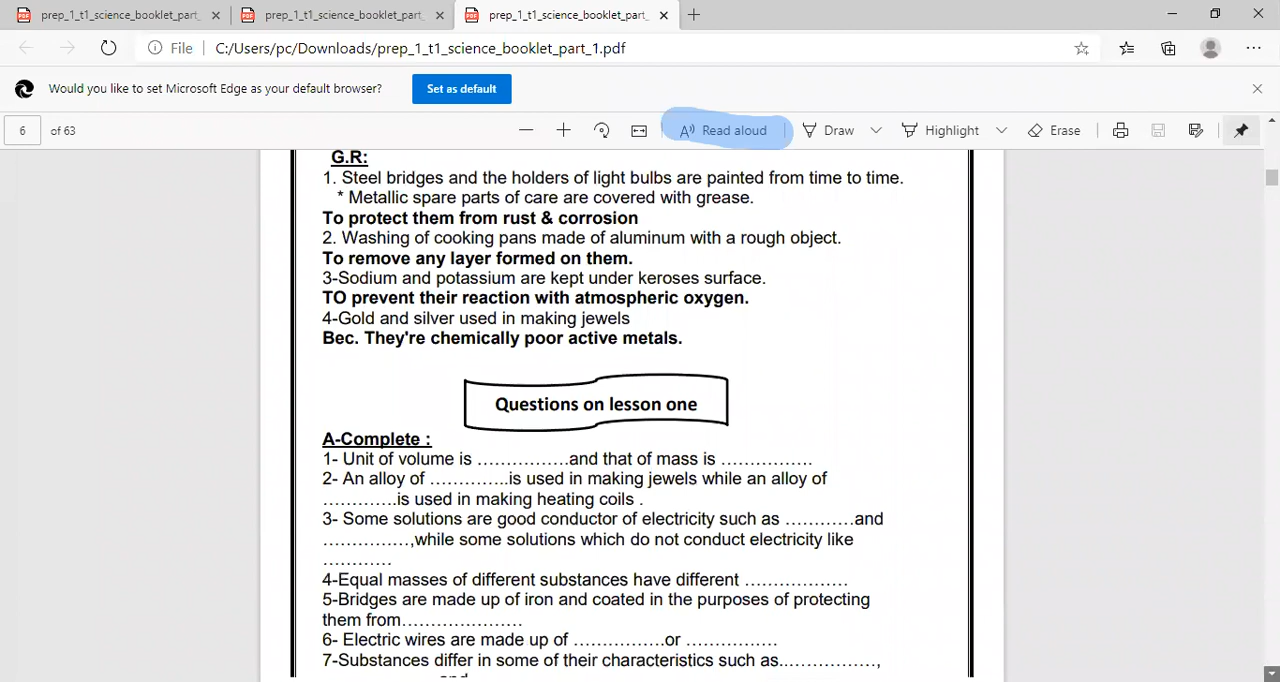 prep_1_t1_science_booklet_part_
prep_1_t1_science_booklet_part_
prep_1_t1_science_booklet_part_
File
C:/Users/pc/Downloads/prep_1_t1_science_booklet_part_1.pdf
Would you like to set Microsoft Edge as your default browser?
Set as default
6 of 63
Read aloud
Draw
Highlight
Erase
G.R:
1. Steel bridges and the holders of light bulbs are painted from time to time.
* Metallic spare parts of care are covered with grease.
To protect them from rust & corrosion
2. Washing of cooking pans made of aluminum with a rough object.
To remove any layer formed on them.
3-Sodium and potassium are kept under keroses surface.
TO prevent their reaction with atmospheric oxygen.
4-Gold and silver used in making jewels
Bec. They're chemically poor active metals.
Questions on lesson one
A-Complete :
1- Unit of volume is ……………and that of mass is ……………
2- An alloy of …………..is used in making jewels while an alloy of
………….is used in making heating coils .
3- Some solutions are good conductor of electricity such as …………and
……………,while some solutions which do not conduct electricity like
…………
4-Equal masses of different substances have different ………………
5-Bridges are made up of iron and coated in the purposes of protecting
them from…………………
6- Electric wires are made up of ……………or ……………
7-Substances differ in some of their characteristics such as..……………,
and